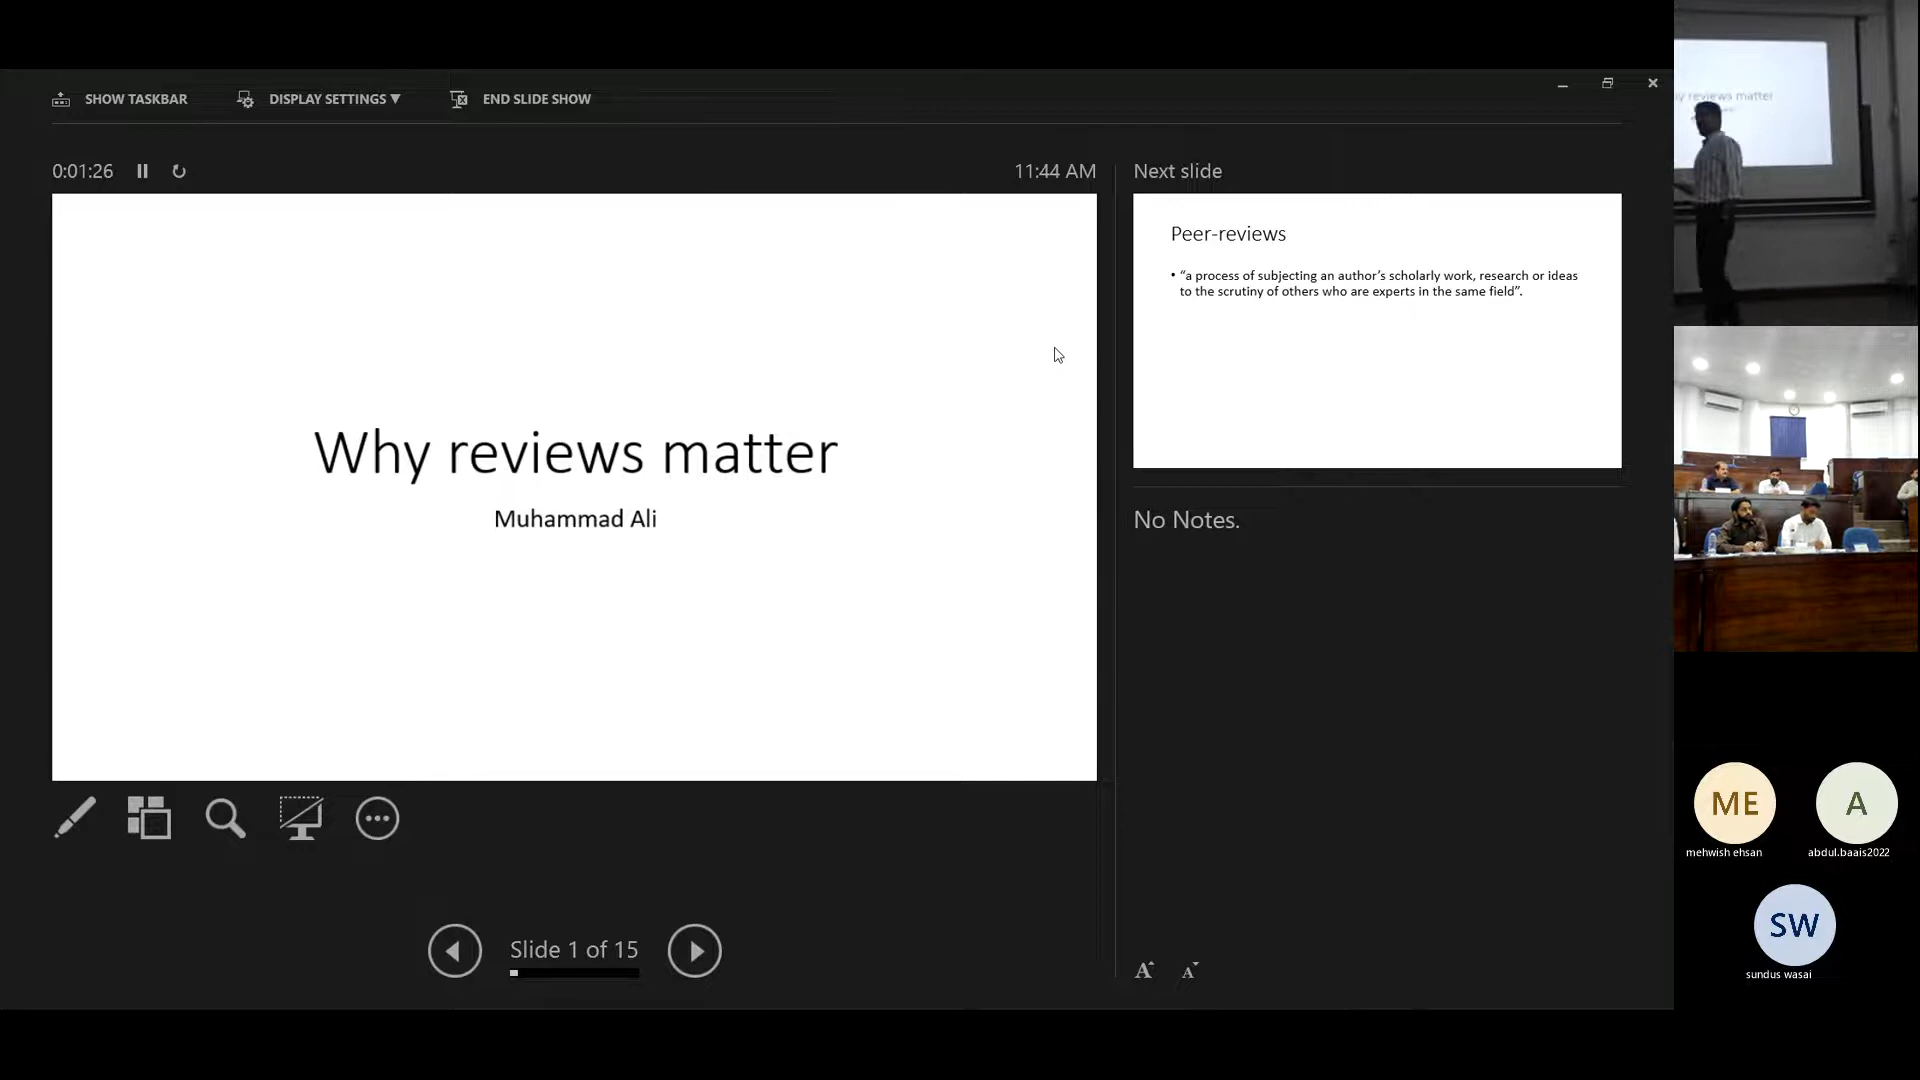 SHOW TASKBAR
DISPLAY SETTINGS ▼
END SLIDE SHOW
0:01:26
11:44 AM
Next slide
Why reviews matter
Muhammad Ali
Peer-reviews
• “a process of subjecting an author’s scholarly work, research or ideas
to the scrutiny of others who are experts in the same field”.
No Notes.
Slide 1 of 15
A A
reviews matter
ME
mehwish ehsan
A
abdul.baais2022
SW
sundus wasai